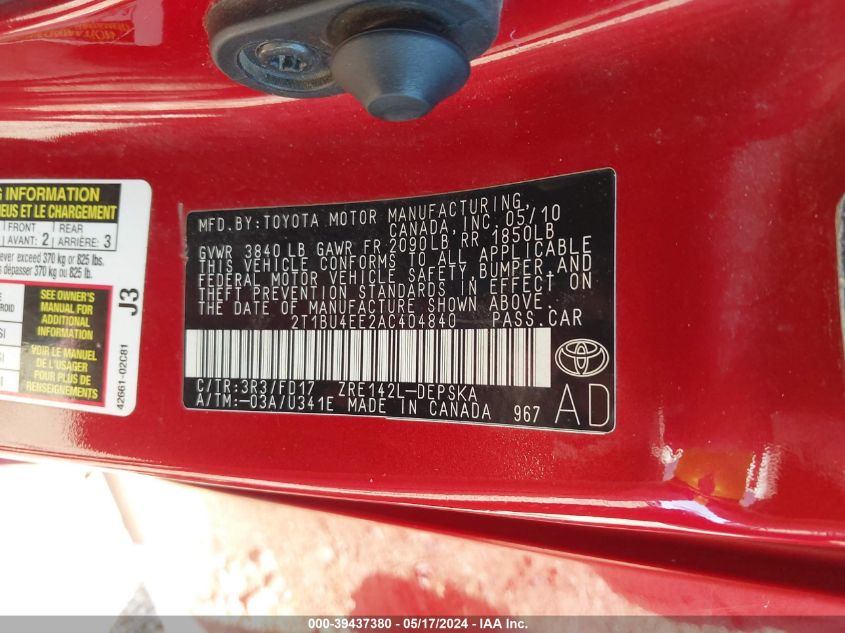 G INFORMATION
NEUS ET LE CHARGEMENT
FRONT REAR
AVANT: 2 ARRIÈRE: 3
ever exceed 370 kg or 825 lbs.
dépasser 370 kg ou 825 lb.
SEE OWNER'S
MANUAL FOR
ADDITIONAL
INFORMATION
VOIR LE MANUEL
DE L'USAGER
POUR PLUS DE
J3
42661-02C81
MFD. BY: TOYOTA MOTOR MANUFACTURING,
CANADA, INC. 05/10
GVWR 3840 LB GAWR FR 2090LB RR 1850LB
THIS VEHICLE CONFORMS TO ALL APPLICABLE
FEDERAL MOTOR VEHICLE SAFETY, BUMPER, AND
THEFT PREVENTION STANDARDS IN EFFECT ON
THE DATE OF MANUFACTURE SHOWN ABOVE.
2T1BU4EE2AC404840 PASS. CAR
C/TR: 3R3/FD17 ZRE142L-DEPSKA
A/TM: -03A/U341E MADE IN CANADA 967
AD
000-39437380 - 05/17/2024 - IAA Inc.